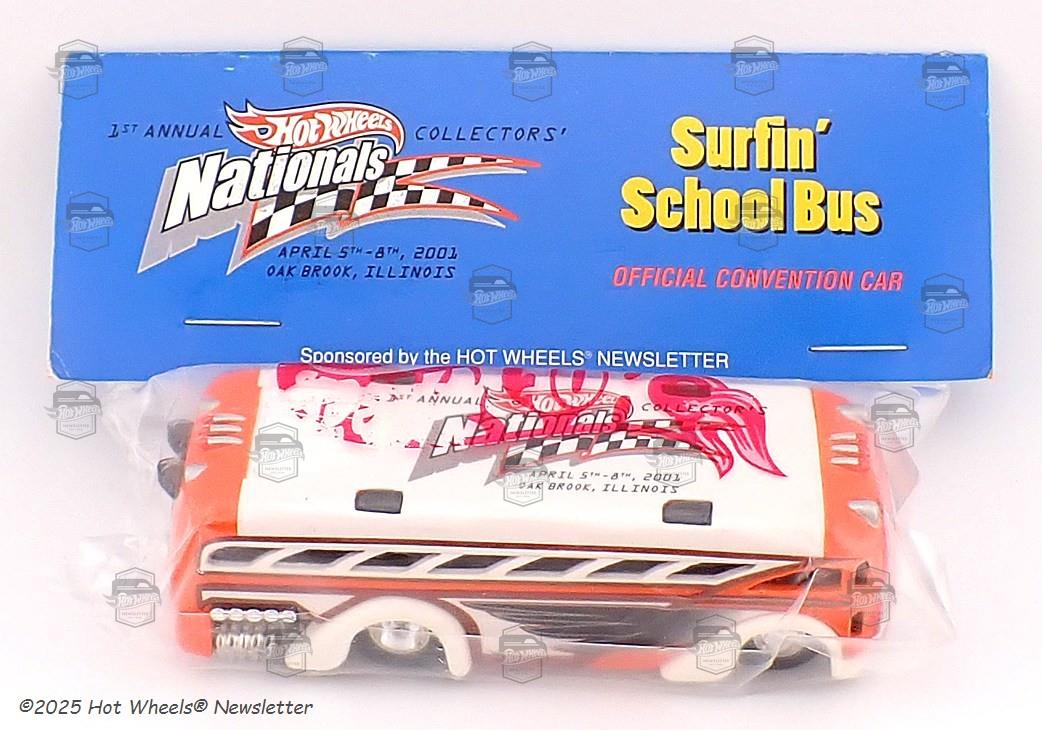 1ST ANNUAL Hot Wheels COLLECTORS'
Nationals
APRIL 5TH-8TH, 2001
OAK BROOK, ILLINOIS
Surfin'
School Bus
OFFICIAL CONVENTION CAR
Sponsored by the HOT WHEELS® NEWSLETTER
1ST ANNUAL Hot Wheels COLLECTOR'S
Nationals
APRIL 5TH-8TH, 2001
OAK BROOK, ILLINOIS
©2025 Hot Wheels® Newsletter